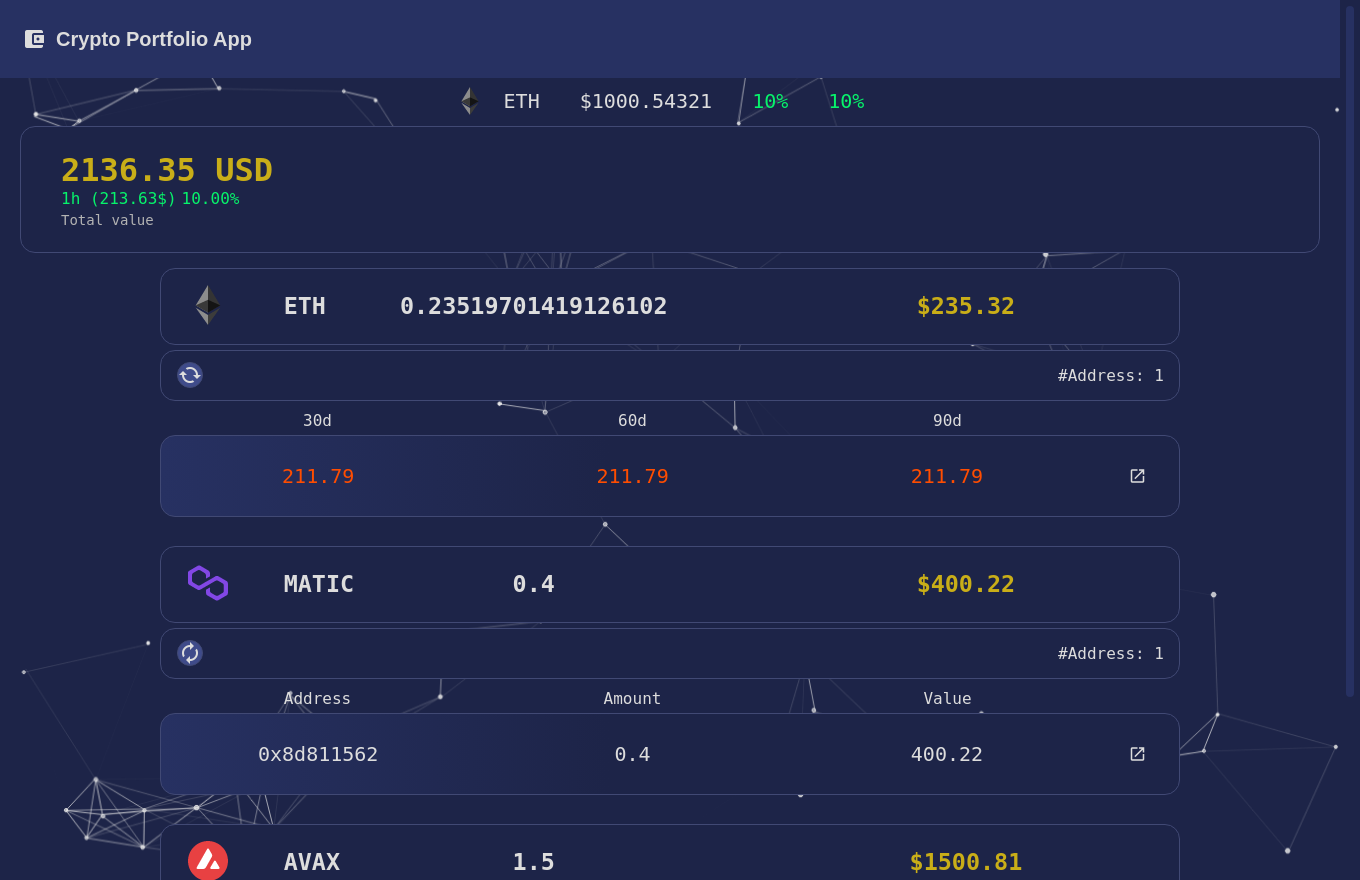 Crypto Portfolio App
ETH $1000.54321 10% 10%
2136.35 USD
1h (213.63$) 10.00%
Total value
ETH 0.23519701419126102 $235.32
#Address: 1
30d 60d 90d
211.79 211.79 211.79
MATIC 0.4 $400.22
#Address: 1
Address Amount Value
0x8d811562 0.4 400.22
AVAX 1.5 $1500.81